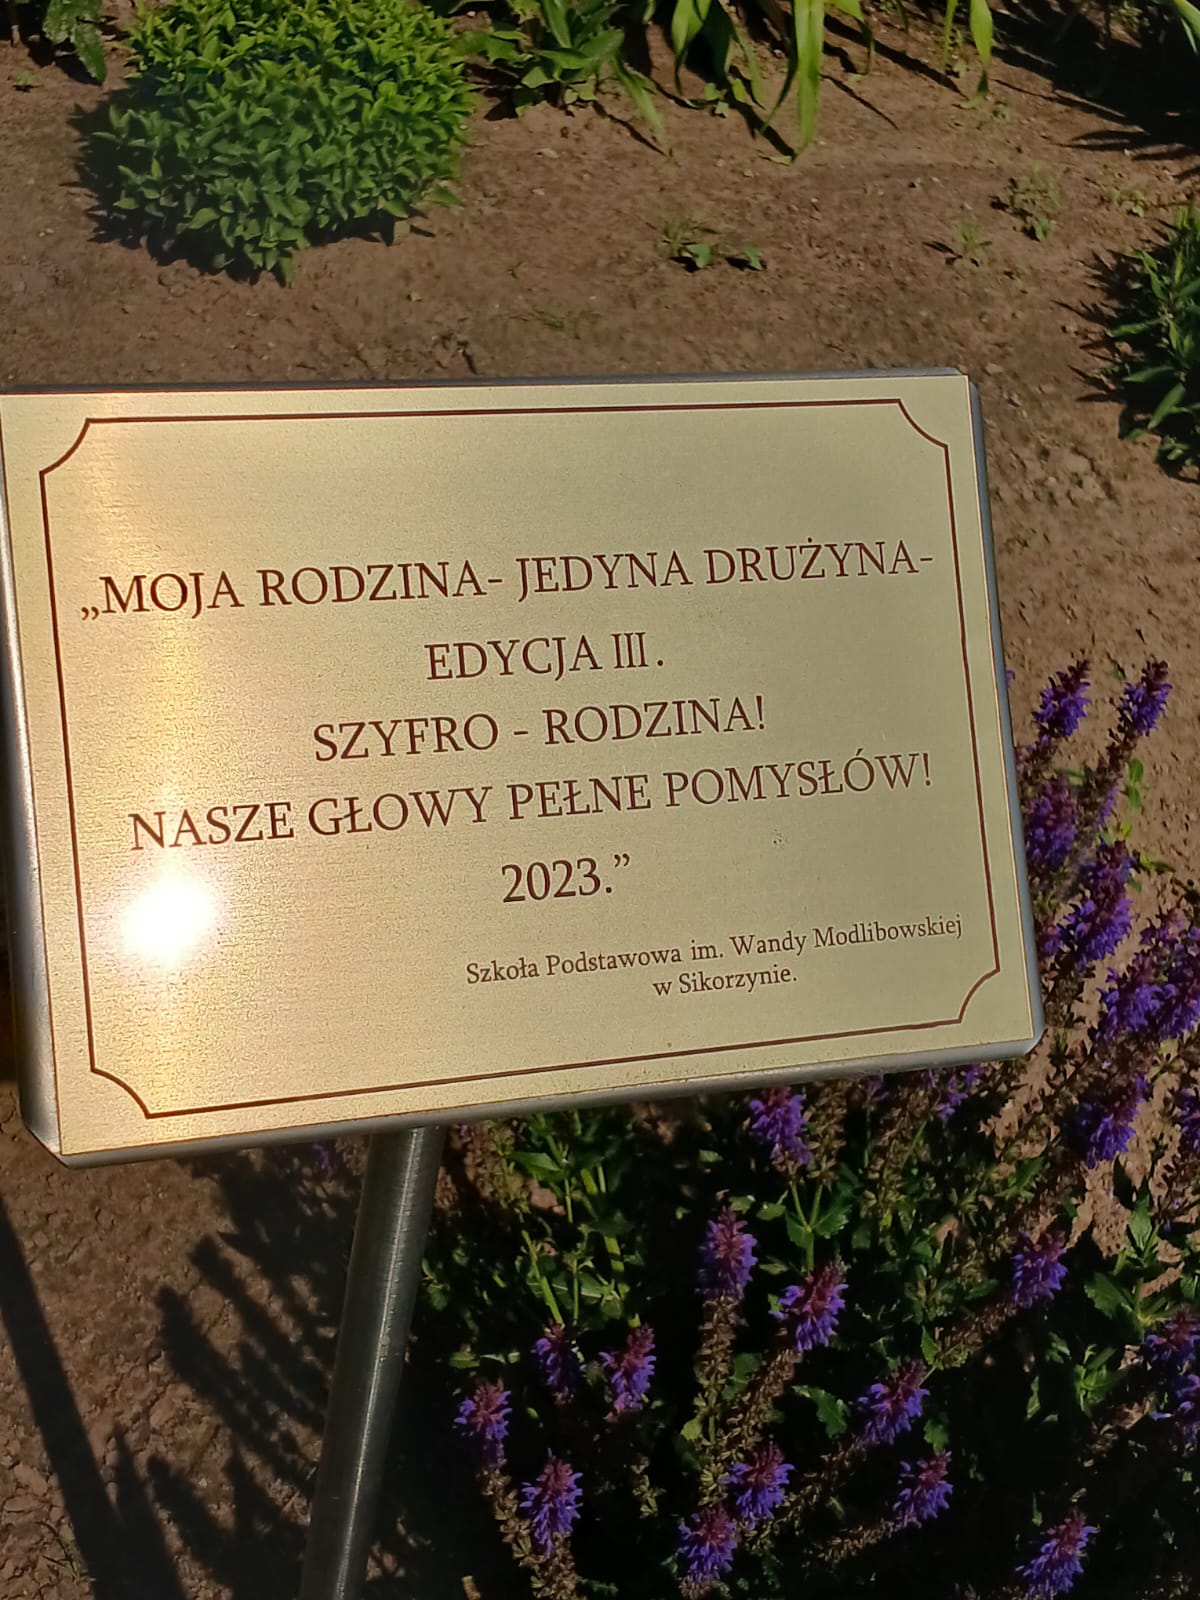 „MOJA RODZINA- JEDYNA DRUŻYNA-
EDYCJA III.
SZYFRO - RODZINA!
NASZE GŁOWY PEŁNE POMYSŁÓW!
2023.”
Szkoła Podstawowa im. Wandy Modlibowskiej
w Sikorzynie.